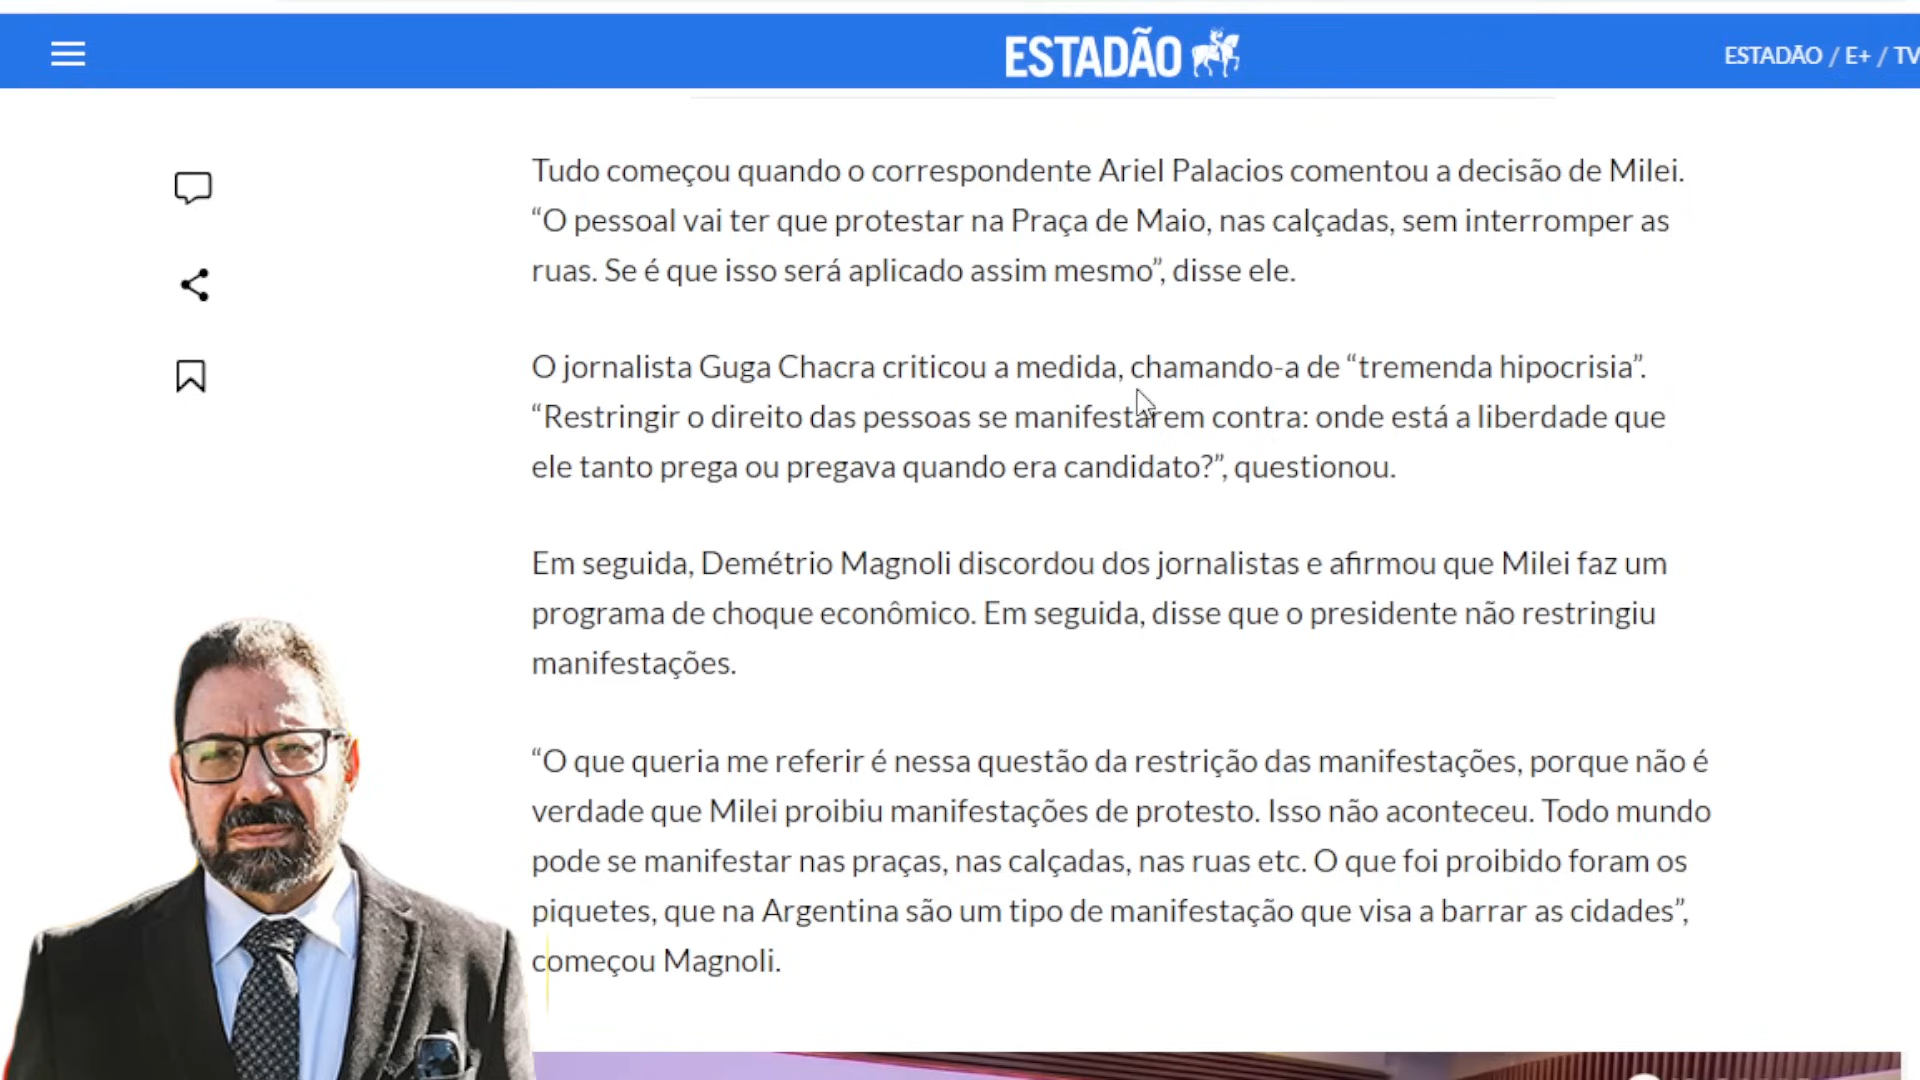 ESTADÃO
ESTADÃO / E+ / TV
Tudo começou quando o correspondente Ariel Palacios comentou a decisão de Milei.
“O pessoal vai ter que protestar na Praça de Maio, nas calçadas, sem interromper as
ruas. Se é que isso será aplicado assim mesmo”, disse ele.
O jornalista Guga Chacra criticou a medida, chamando-a de “tremenda hipocrisia”.
“Restringir o direito das pessoas se manifestarem contra: onde está a liberdade que
ele tanto prega ou pregava quando era candidato?”, questionou.
Em seguida, Demétrio Magnoli discordou dos jornalistas e afirmou que Milei faz um
programa de choque econômico. Em seguida, disse que o presidente não restringiu
manifestações.
“O que queria me referir é nessa questão da restrição das manifestações, porque não é
verdade que Milei proibiu manifestações de protesto. Isso não aconteceu. Todo mundo
pode se manifestar nas praças, nas calçadas, nas ruas etc. O que foi proibido foram os
piquetes, que na Argentina são um tipo de manifestação que visa a barrar as cidades”,
começou Magnoli.